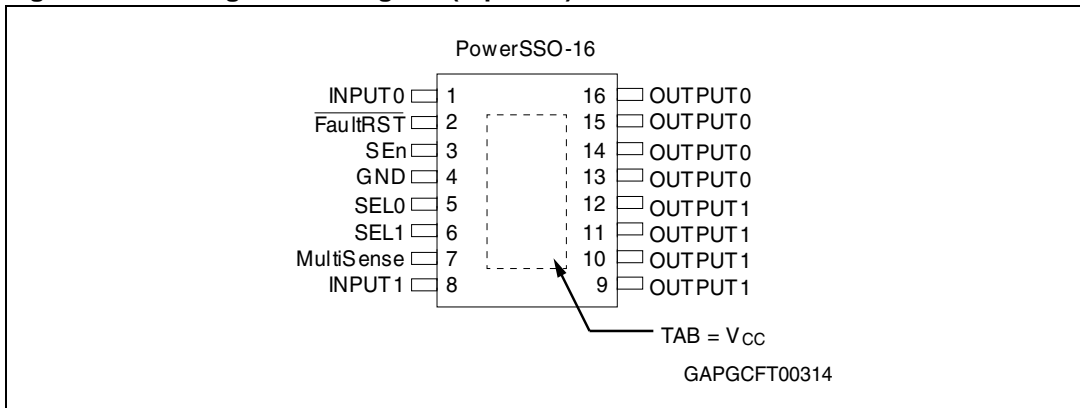 PowerSSO-16
INPUT0 1 16 OUTPUT0
FaultRST 2 15 OUTPUT0
SEn 3 14 OUTPUT0
GND 4 13 OUTPUT0
SEL0 5 12 OUTPUT1
SEL1 6 11 OUTPUT1
MultiSense 7 10 OUTPUT1
INPUT1 8 9 OUTPUT1
TAB = VCC
GAPGCFT00314